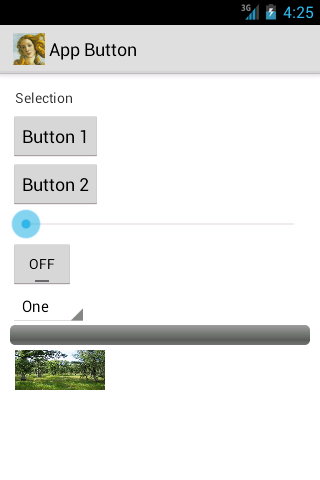 3G 4:25
App Button
Selection
Button 1
Button 2
OFF
One